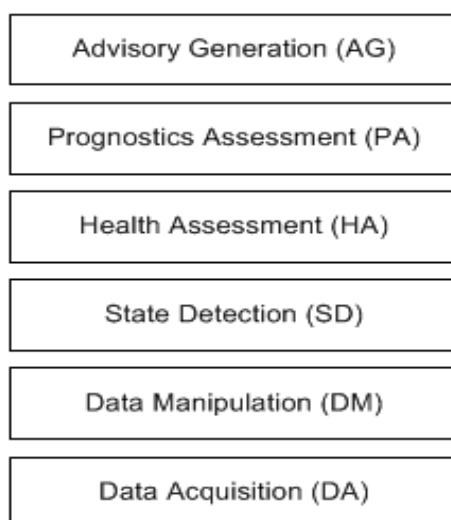 Advisory Generation (AG)
Prognostics Assessment (PA)
Health Assessment (HA)
State Detection (SD)
Data Manipulation (DM)
Data Acquisition (DA)